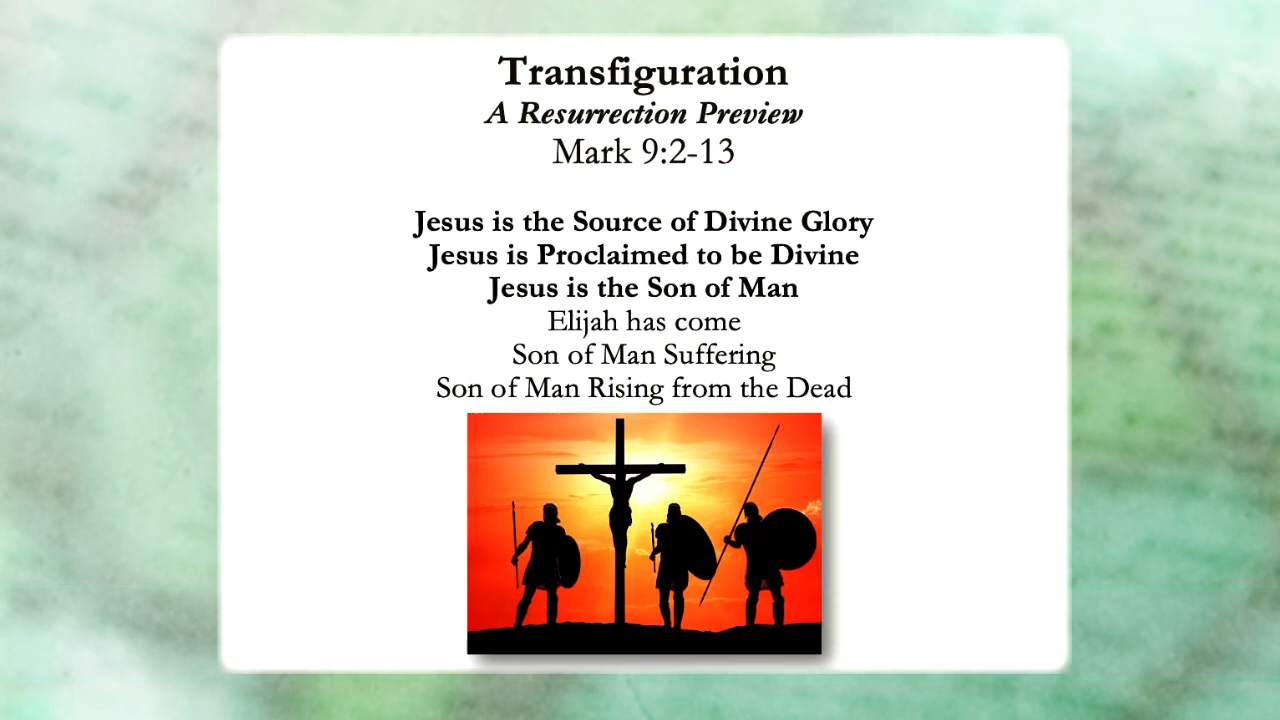 Transfiguration
A Resurrection Preview
Mark 9:2-13
Jesus is the Source of Divine Glory
Jesus is Proclaimed to be Divine
Jesus is the Son of Man
Elijah has come
Son of Man Suffering
Son of Man Rising from the Dead